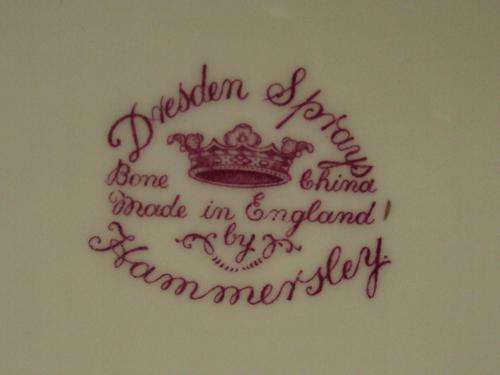 Dresden Sprays
Bone China
Made in England
by
Hammersley.